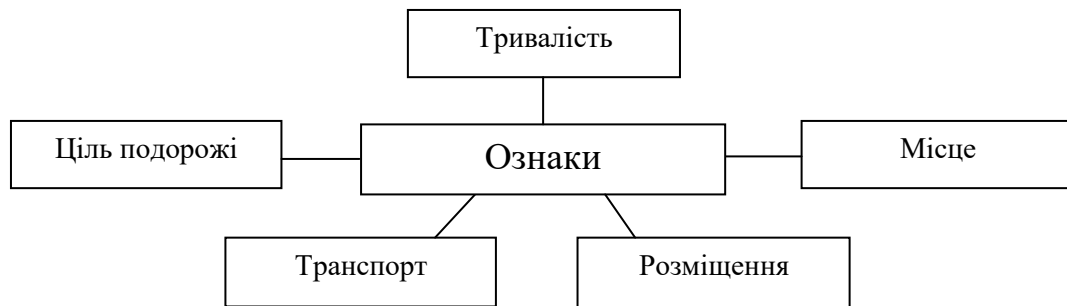 Тривалість
Ціль подорожі
Ознаки
Місце
Транспорт
Розміщення